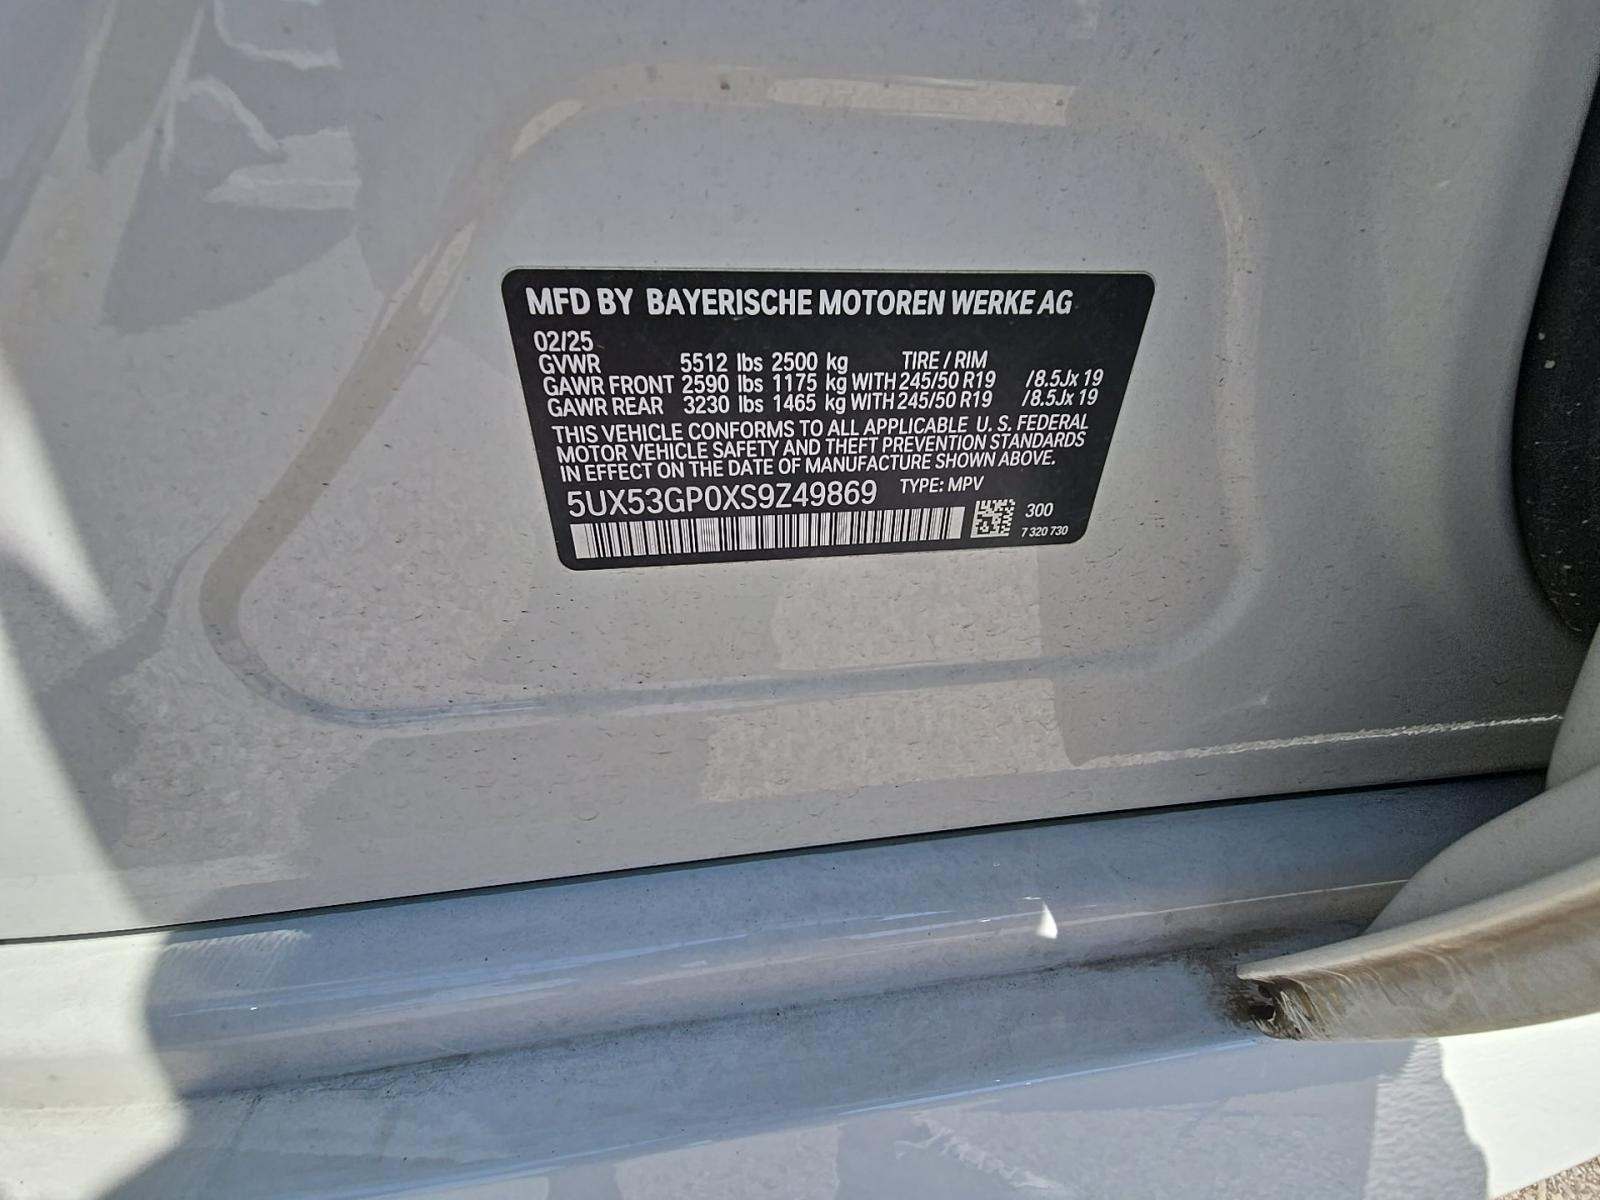 MFD BY BAYERISCHE MOTOREN WERKE AG
02/25
GVWR 5512 lbs 2500 kg TIRE / RIM
GAWR FRONT 2590 lbs 1175 kg WITH 245/50 R19 /8.5Jx 19
GAWR REAR 3230 lbs 1465 kg WITH 245/50 R19 /8.5Jx 19
THIS VEHICLE CONFORMS TO ALL APPLICABLE U. S. FEDERAL
MOTOR VEHICLE SAFETY AND THEFT PREVENTION STANDARDS
IN EFFECT ON THE DATE OF MANUFACTURE SHOWN ABOVE.
5UX53GP0XS9Z49869 TYPE: MPV
300
7 320 730